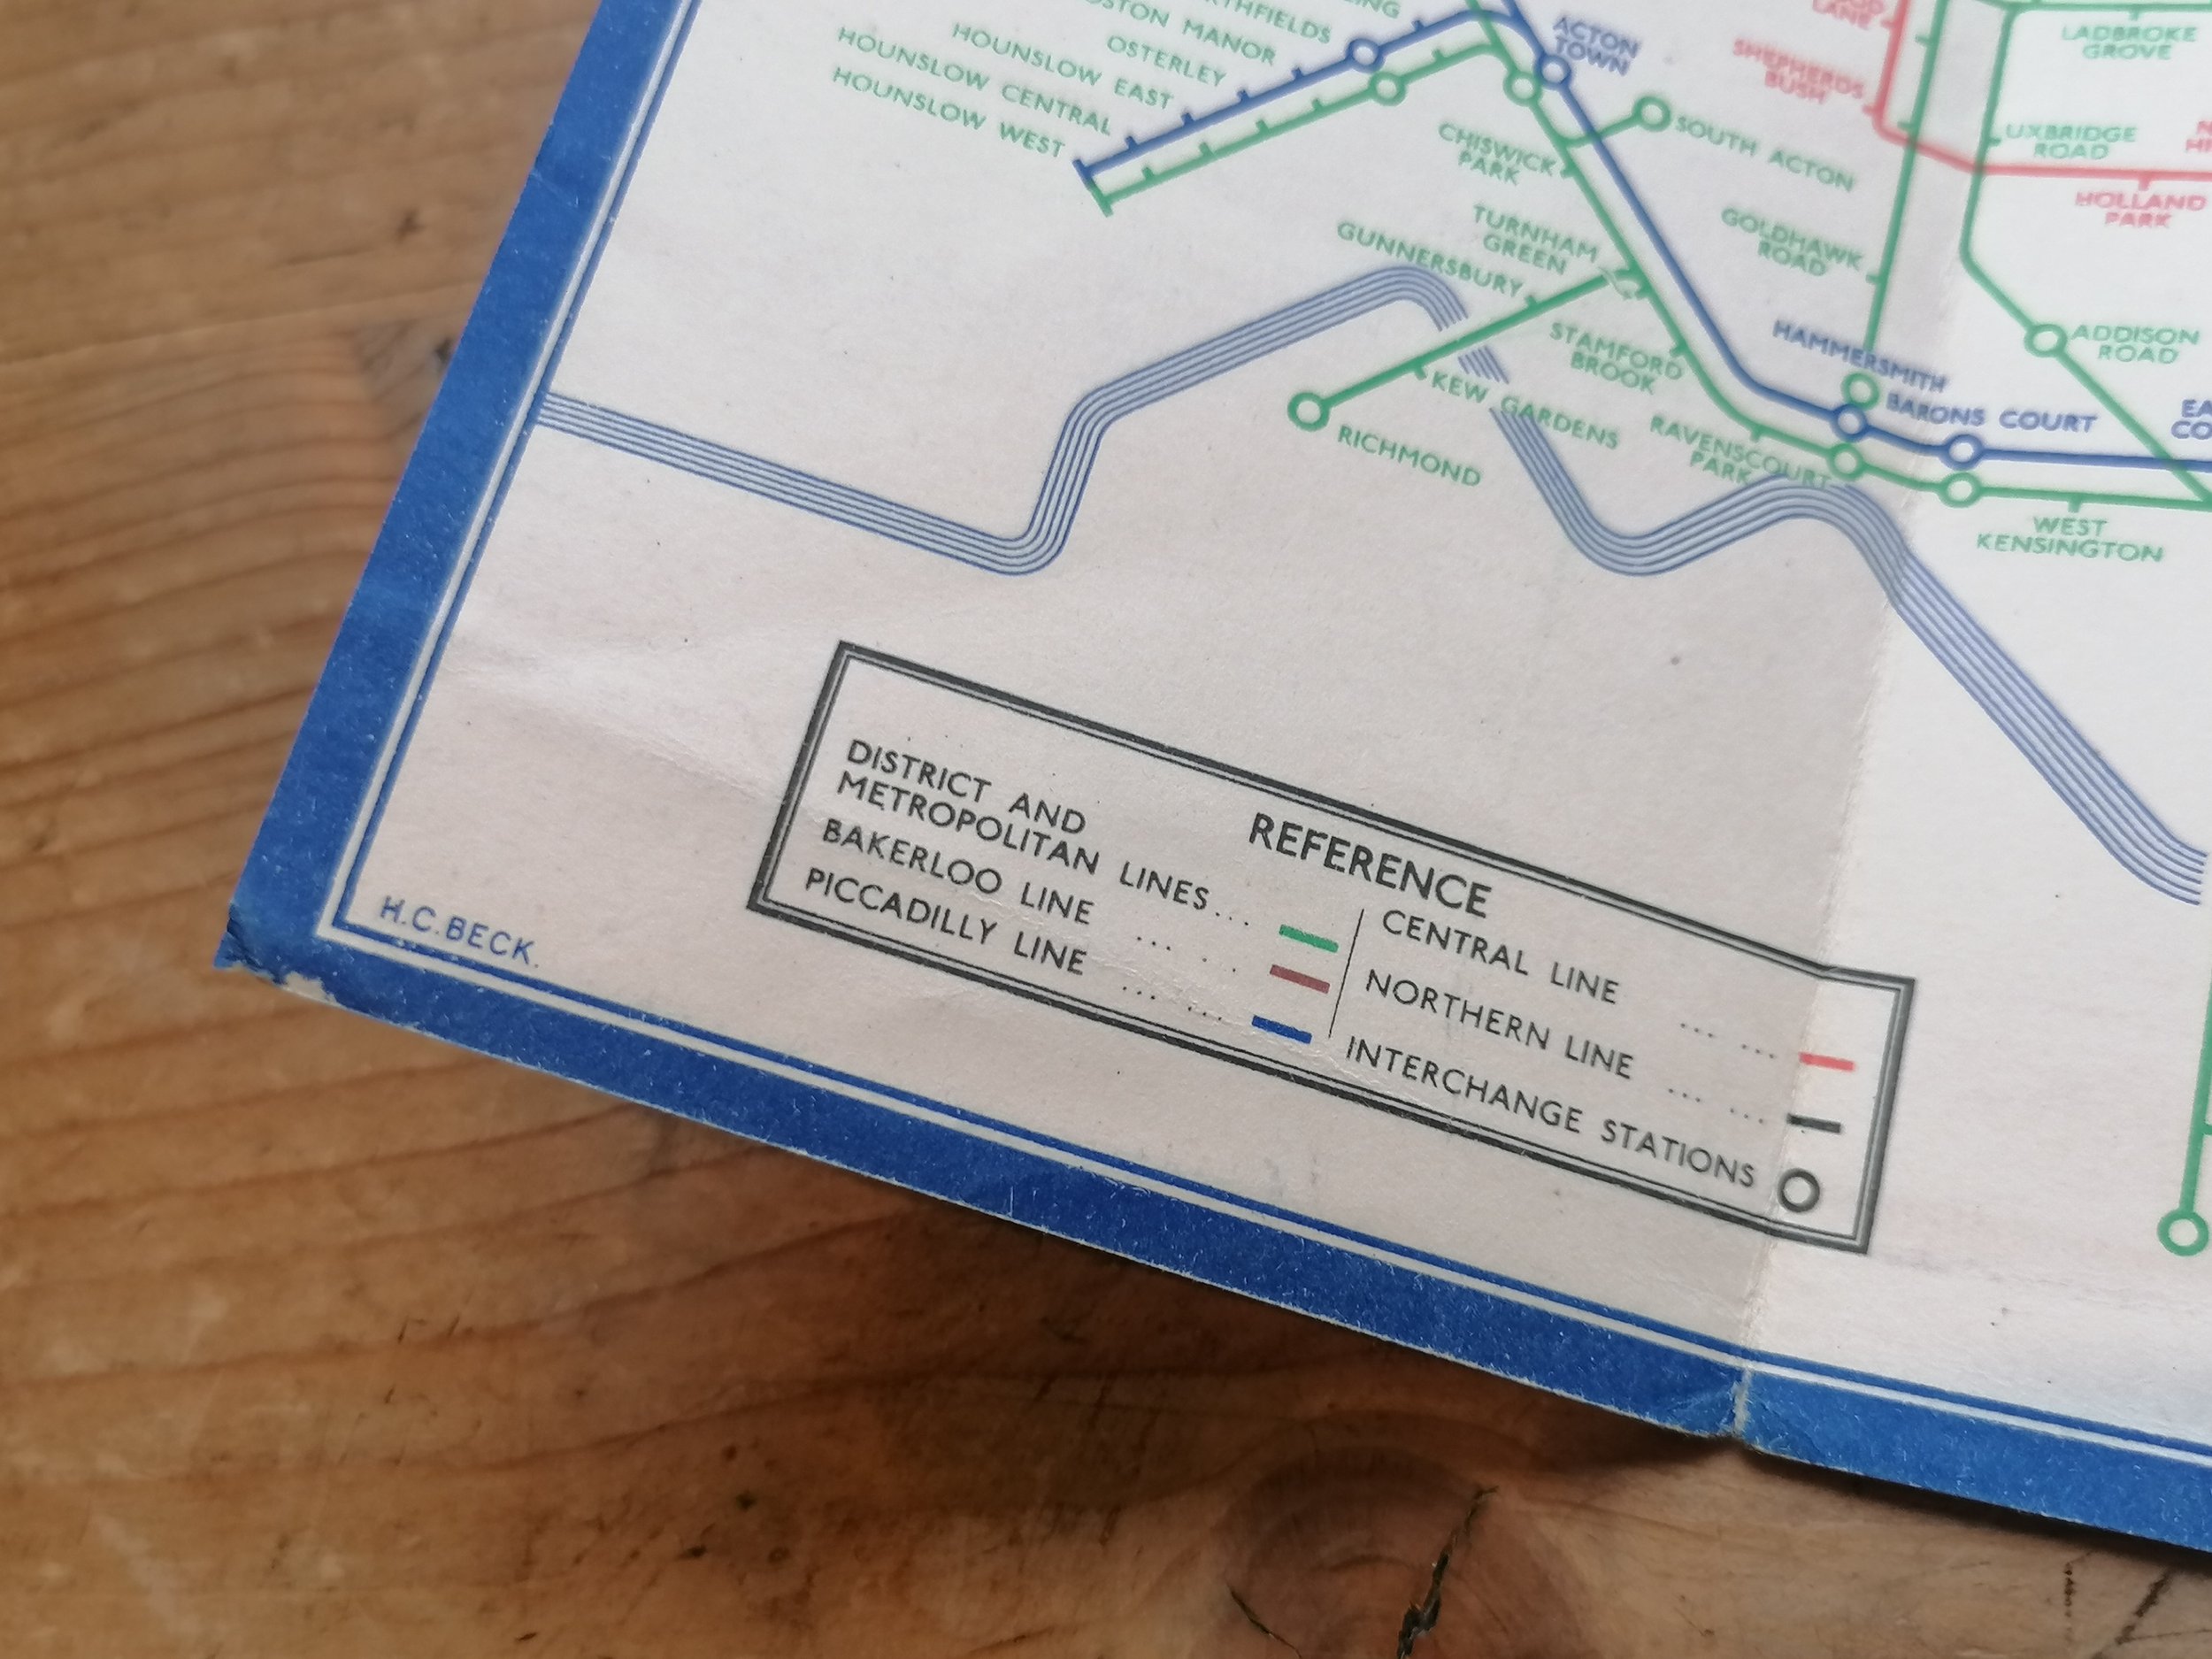 ACTON
TOWN
OSTERLEY
HOUNSLOW EAST
HOUNSLOW CENTRAL
HOUNSLOW WEST
MANOR
LANE
SHEPHERDS
BUSH
LADBROKE
GROVE
UXBRIDGE
ROAD
HOLLAND
PARK
SOUTH ACTON
CHISWICK
PARK
TURNHAM
GREEN
GUNNERSBURY
GOLDHAWK
ROAD
STAMFORD
BROOK
HAMMERSMITH
ADDISON
ROAD
BARONS COURT
KEW GARDENS
RICHMOND
RAVENSCOURT
PARK
WEST
KENSINGTON
REFERENCE
DISTRICT AND
METROPOLITAN LINES...
BAKERLOO LINE ... ...
PICCADILLY LINE ... ...
CENTRAL LINE ... ...
NORTHERN LINE ... ...
INTERCHANGE STATIONS
H.C.BECK.